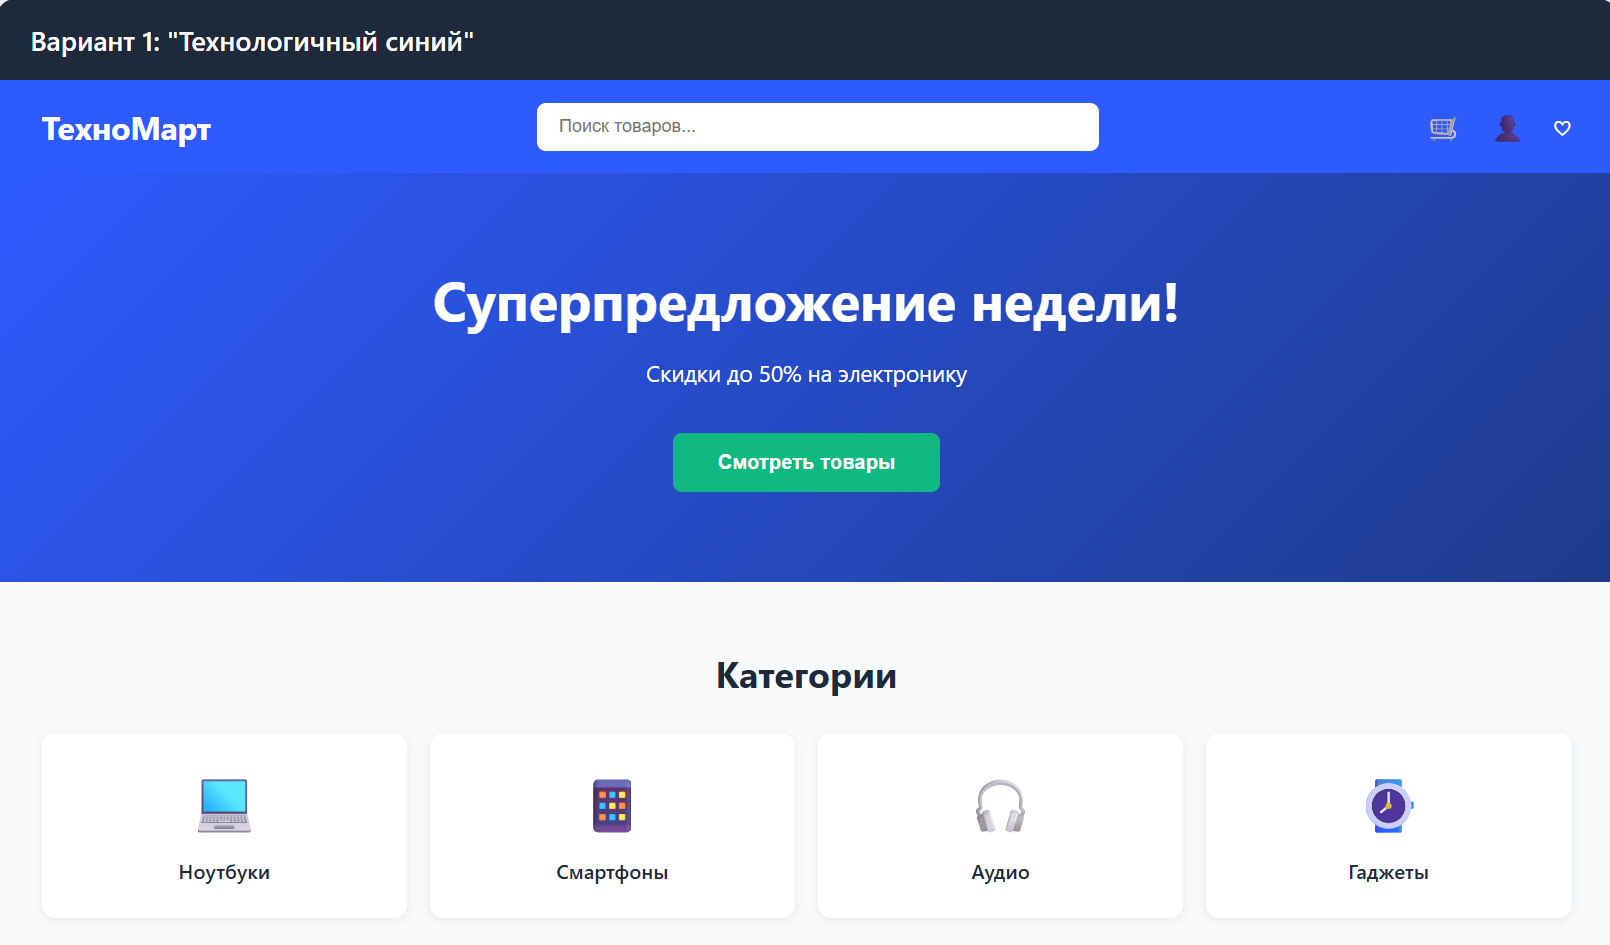 Вариант 1: "Технологичный синий"
ТехноМарт
Поиск товаров...
Суперпредложение недели!
Скидки до 50% на электронику
Смотреть товары
Категории
Ноутбуки
Смартфоны
Аудио
Гаджеты